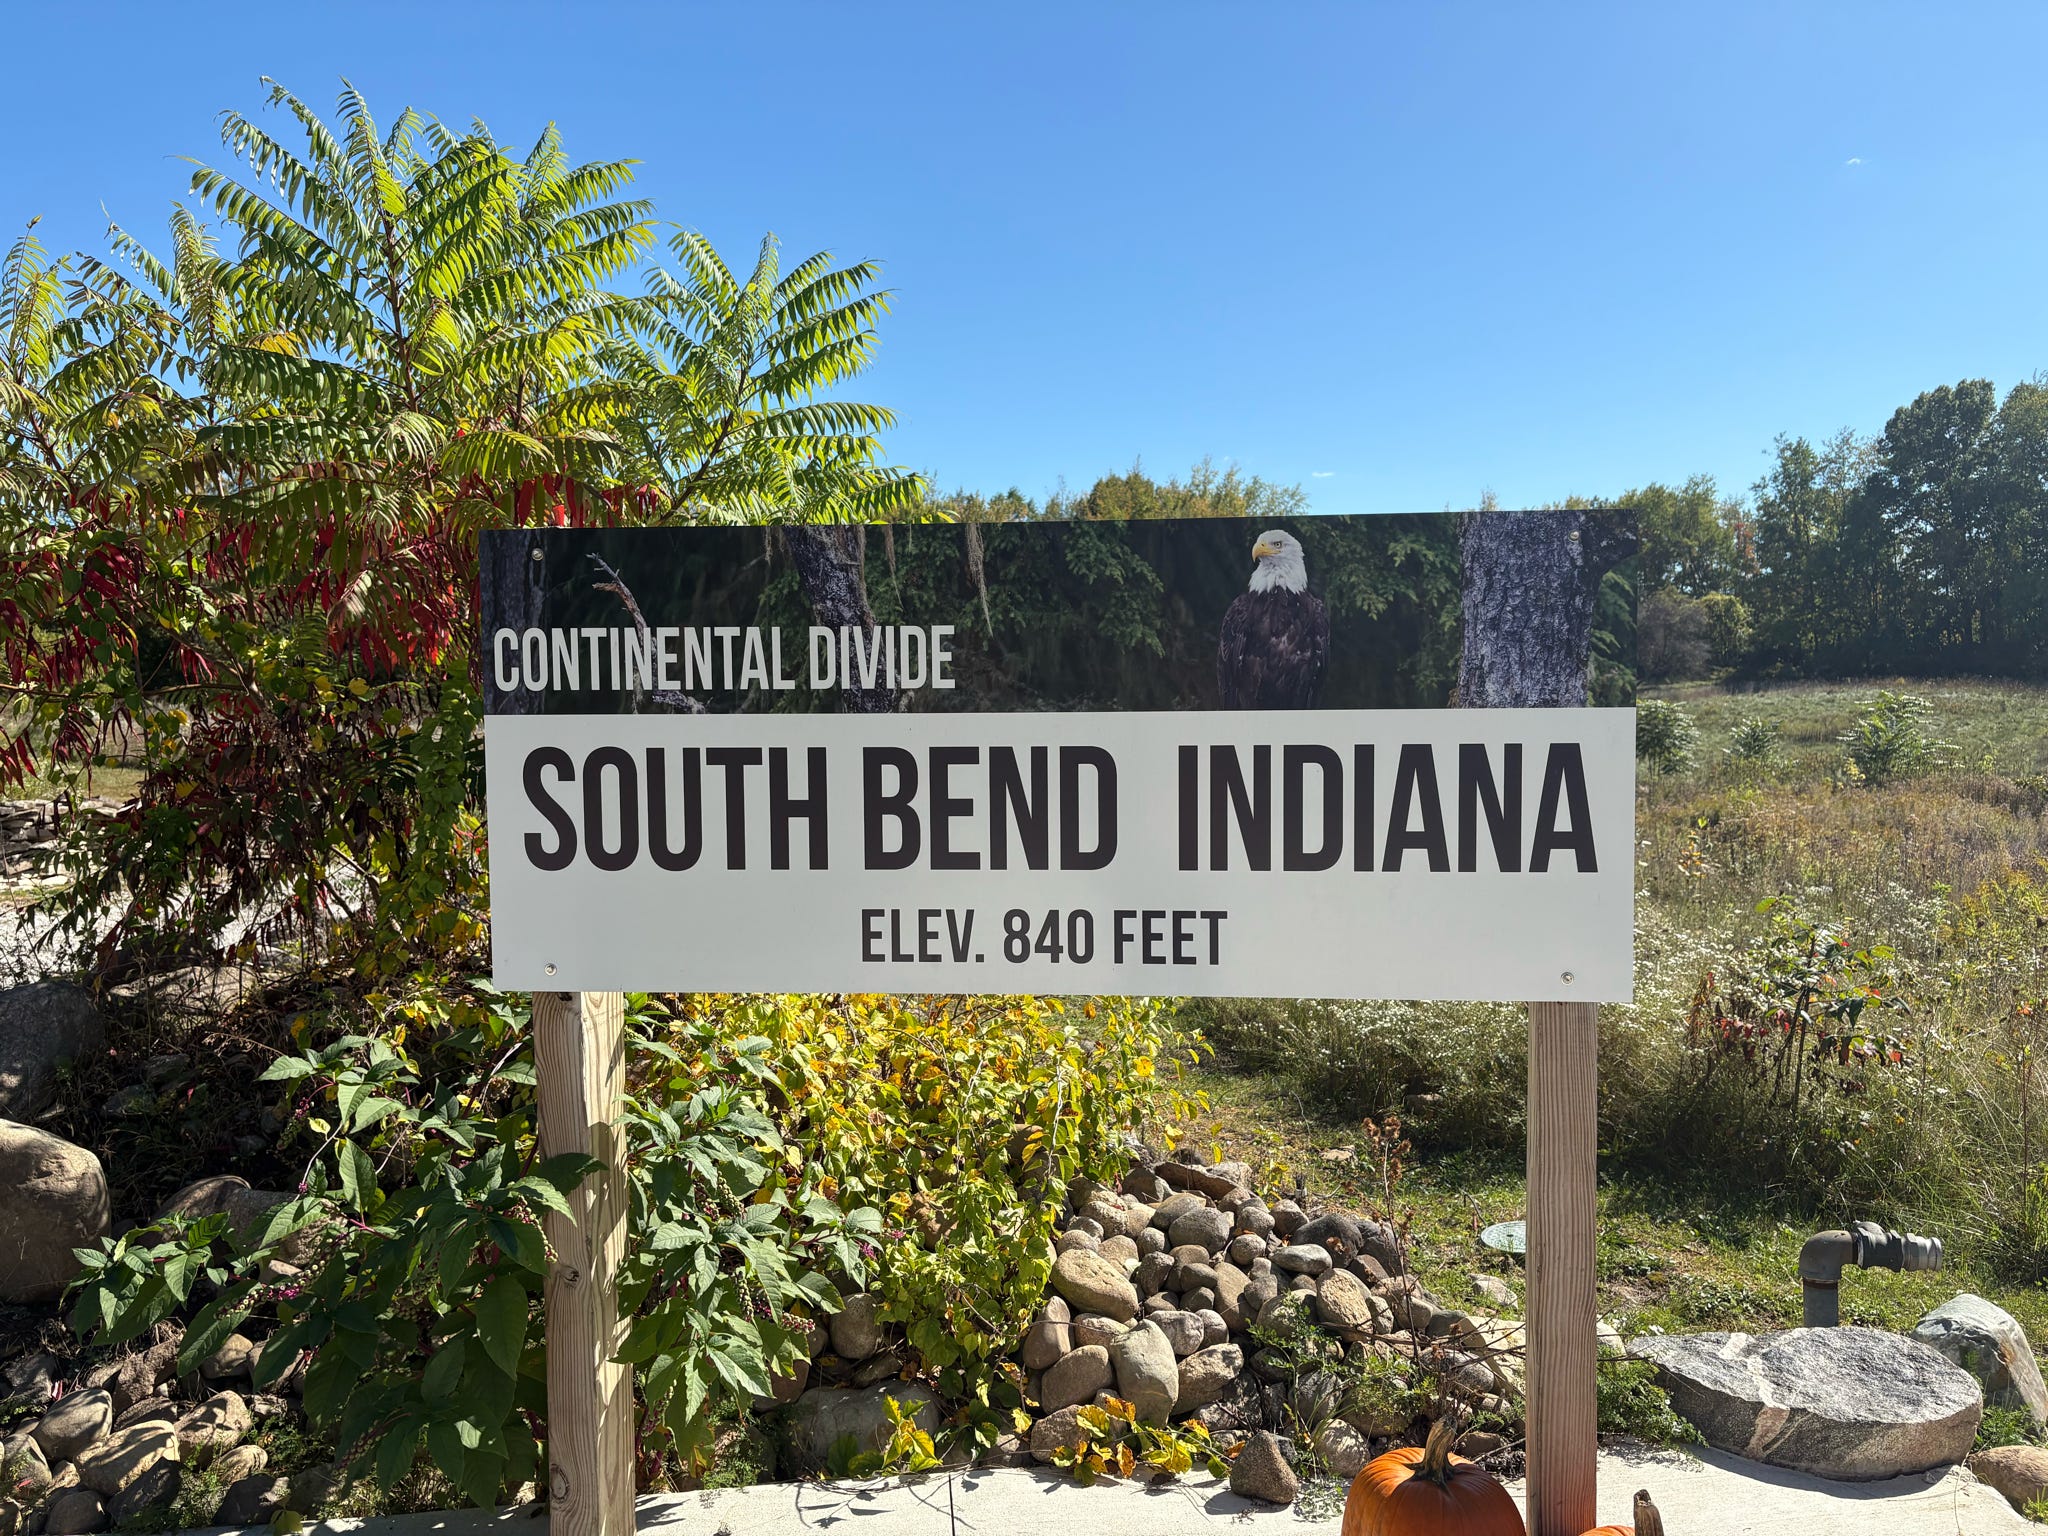 CONTINENTAL DIVIDE
SOUTH BEND INDIANA
ELEV. 840 FEET